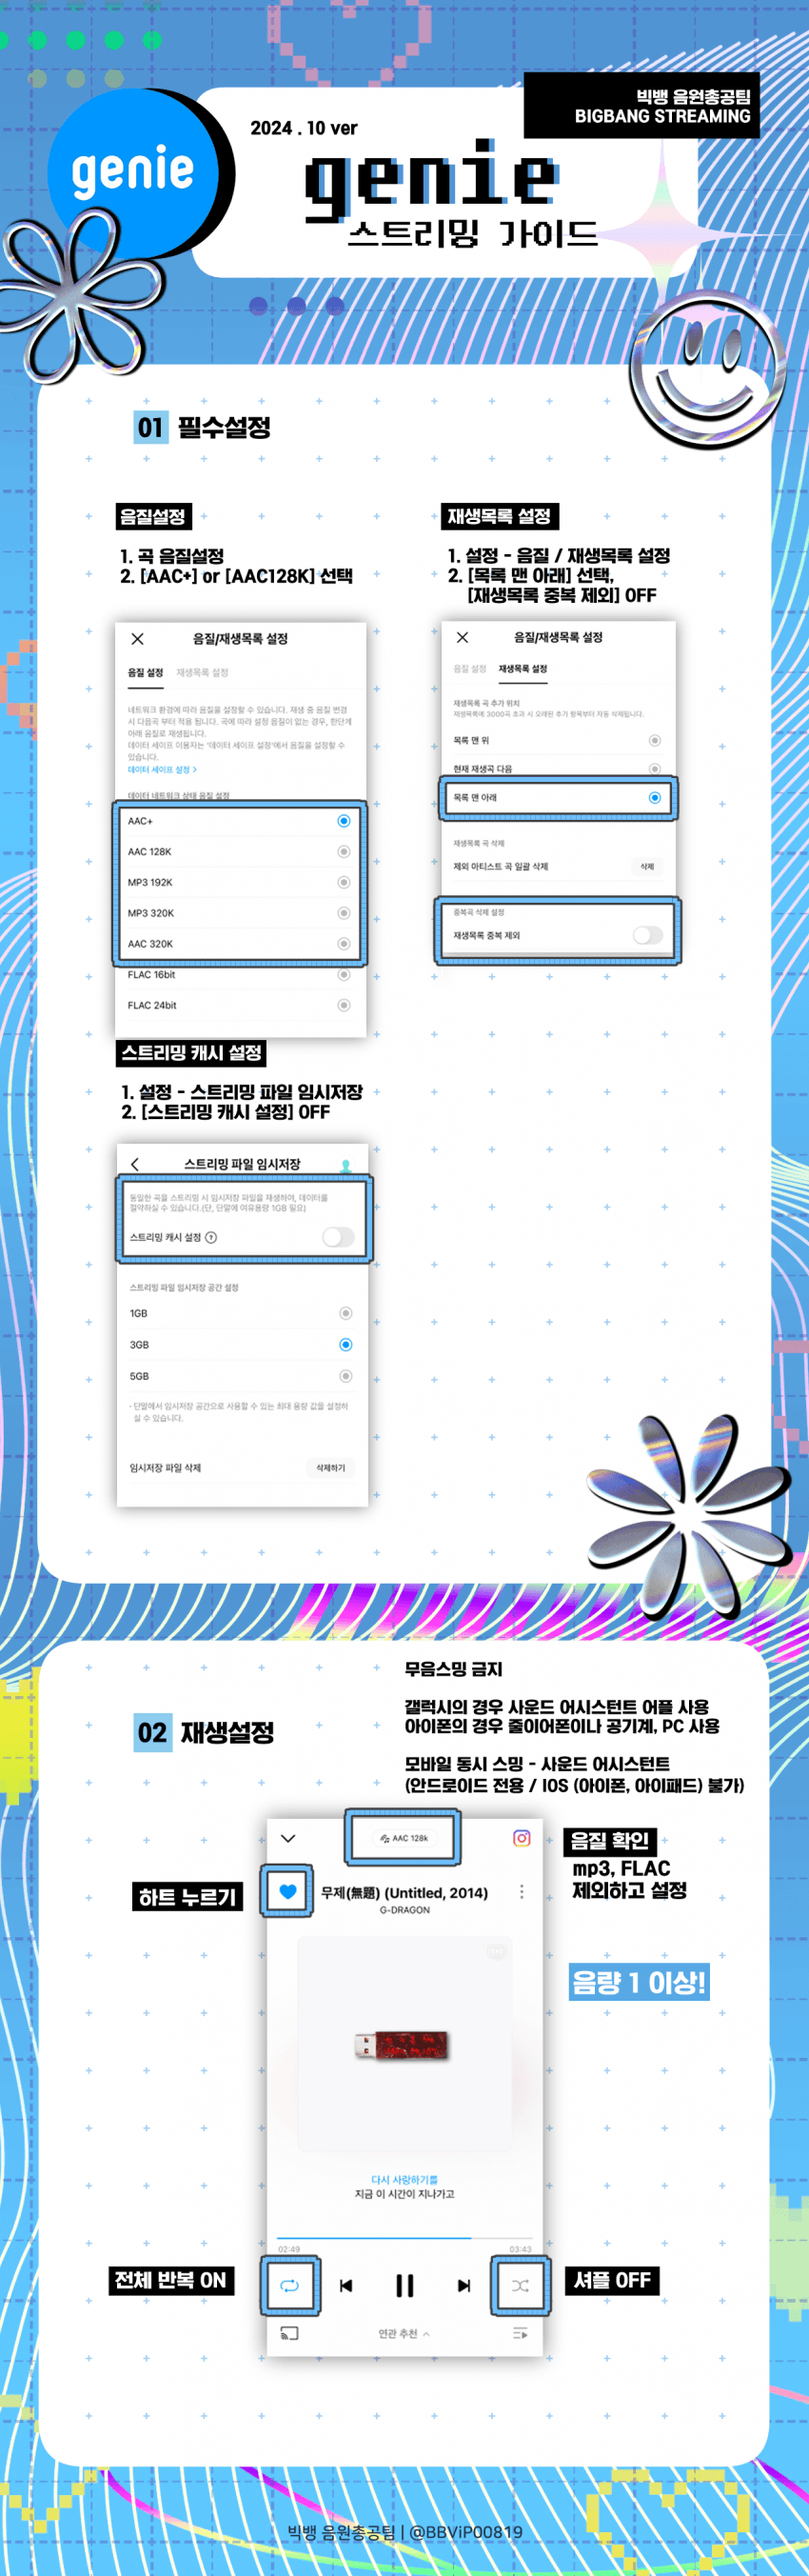 빅뱅 음원총공팀
BIGBANG STREAMING
2024 . 10 ver
genie
genie
스트리밍 가이드
01 필수설정
음질설정
1. 곡 음질설정
2. [AAC+] or [AAC128K] 선택
음질/재생목록 설정
음질 설정 재생목록 설정
네트워크 환경에 따라 음질을 설정할 수 있습니다. 재생 중 음질 변경
시 다음곡 부터 적용 됩니다. 곡에 따라 설정 음질이 없는 경우, 한단계
아래 음질로 재생됩니다.
데이터 세이프 이용자는 '데이터 세이프 설정'에서 음질을 설정할 수
있습니다.
데이터 세이프 설정 >
데이터 네트워크 상태 음질 설정
AAC+
AAC 128K
MP3 192K
MP3 320K
AAC 320K
FLAC 16bit
FLAC 24bit
재생목록 설정
1. 설정 - 음질 / 재생목록 설정
2. [목록 맨 아래] 선택,
[재생목록 중복 제외] OFF
음질/재생목록 설정
음질 설정 재생목록 설정
재생목록 곡 추가 위치
재생목록에 3000곡 초과 시 오래된 추가 항목부터 자동 삭제됩니다.
목록 맨 위
현재 재생곡 다음
목록 맨 아래
재생목록 곡 삭제
제외 아티스트 곡 일괄 삭제 삭제
중복곡 삭제 설정
재생목록 중복 제외
스트리밍 캐시 설정
1. 설정 - 스트리밍 파일 임시저장
2. [스트리밍 캐시 설정] OFF
스트리밍 파일 임시저장
동일한 곡을 스트리밍 시 임시저장 파일을 재생하여, 데이터를
절약하실 수 있습니다.(단, 단말에 여유용량 1GB 필요)
스트리밍 캐시 설정 ?
스트리밍 파일 임시저장 공간 설정
1GB
3GB
5GB
- 단말에서 임시저장 공간으로 사용할 수 있는 최대 용량 값을 설정하
실 수 있습니다.
임시저장 파일 삭제 삭제하기
02 재생설정
무음스밍 금지
갤럭시의 경우 사운드 어시스턴트 어플 사용
아이폰의 경우 줄이어폰이나 공기계, PC 사용
모바일 동시 스밍 - 사운드 어시스턴트
(안드로이드 전용 / IOS (아이폰, 아이패드) 불가)
AAC 128k
음질 확인
mp3, FLAC
제외하고 설정
하트 누르기
무제(無題) (Untitled, 2014)
G-DRAGON
음량 1 이상!
다시 사랑하기를
지금 이 시간이 지나가고
02:49 03:43
전체 반복 ON
셔플 OFF
연관 추천
빅뱅 음원총공팀 | @BBViP00819